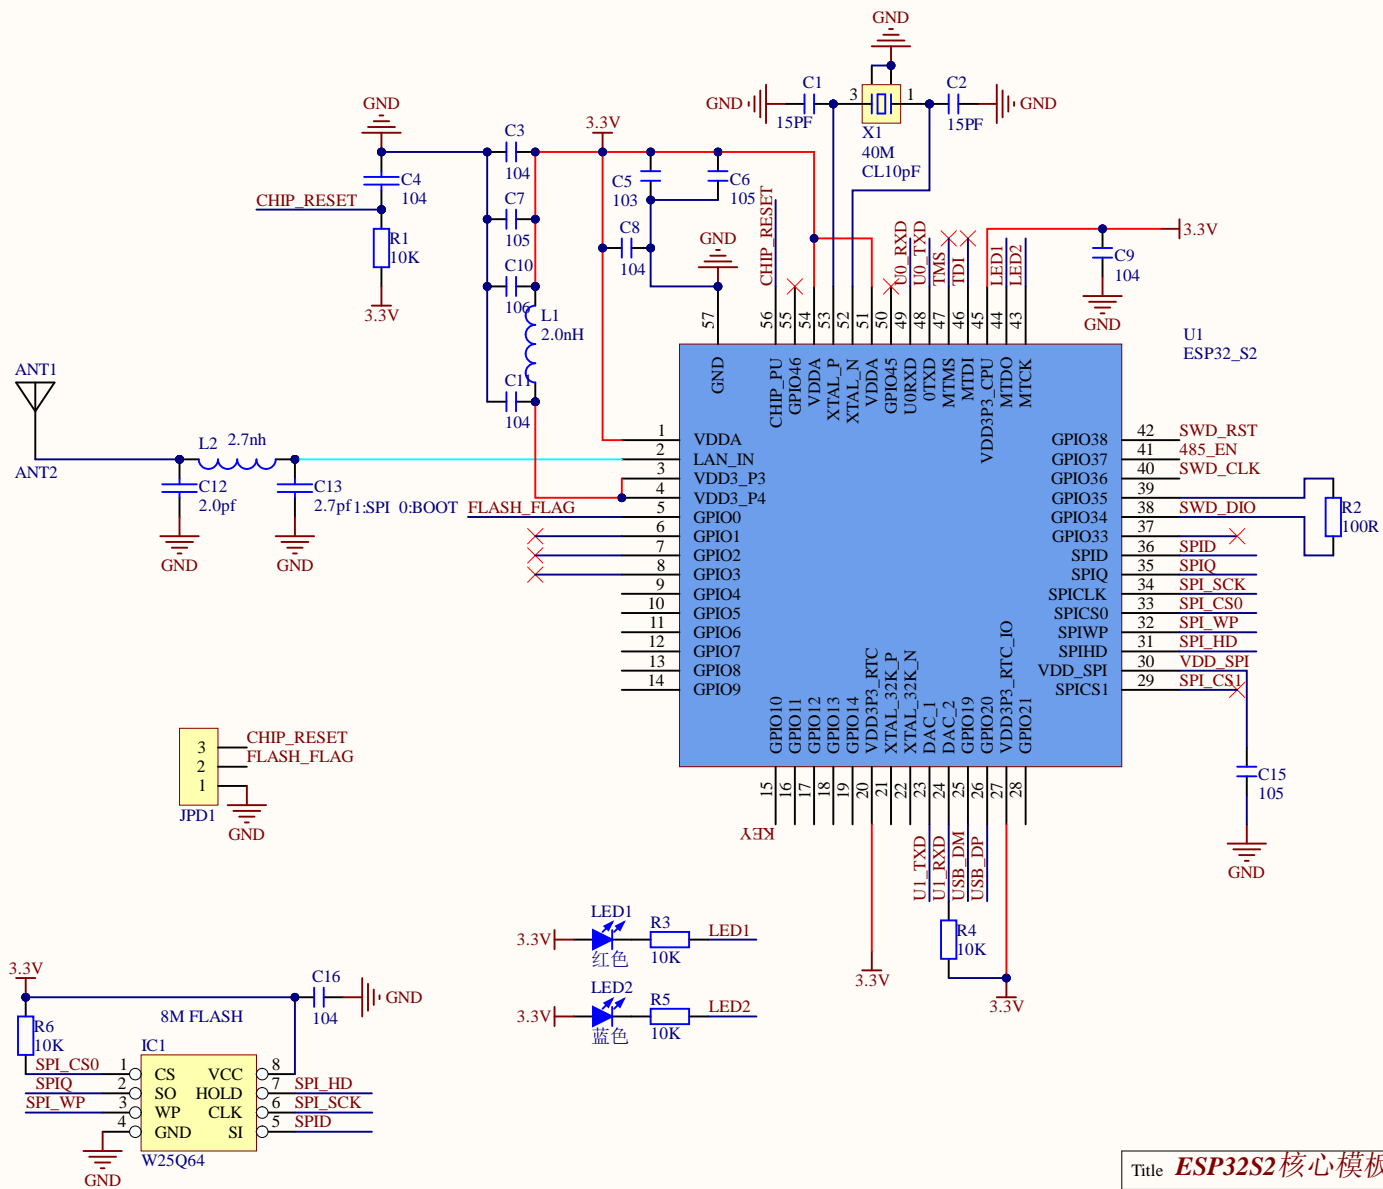 GND
C1
3
1
C2
GND
GND
15PF
15PF
X1
40M
CL10pF
GND
C3
104
3.3V
C4
104
CHIP_RESET
C7
105
C5
103
C6
105
R1
10K
C8
104
GND
3.3V
C10
106
L1
2.0nH
C11
104
CHIP_RESET
U0_RXD
U0_TXD
TMS
TDI
LED1
LED2
3.3V
C9
104
GND
57
56
55
54
53
52
51
50
49
48
47
46
45
44
43
U1
ESP32_S2
GND
CHIP_PU
GPIO46
VDDA
XTAL_P
XTAL_N
VDDA
GPIO45
U0RXD
0TXD
MTMS
MTDI
VDD3P3_CPU
MTDO
MTCK
ANT1
ANT2
L2
2.7nh
C12
2.0pf
C13
2.7pf
GND
GND
1:SPI 0:BOOT
FLASH_FLAG
1 VDDA
2 LAN_IN
3 VDD3_P3
4 VDD3_P4
5 GPIO0
6 GPIO1
7 GPIO2
8 GPIO3
9 GPIO4
10 GPIO5
11 GPIO6
12 GPIO7
13 GPIO8
14 GPIO9
GPIO38 42 SWD_RST
GPIO37 41 485_EN
GPIO36 40 SWD_CLK
GPIO35 39
GPIO34 38 SWD_DIO
GPIO33 37
SPID 36 SPID
SPIQ 35 SPIQ
SPICLK 34 SPI_SCK
SPICS0 33 SPI_CS0
SPIWP 32 SPI_WP
SPIHD 31 SPI_HD
VDD_SPI 30 VDD_SPI
SPICS1 29 SPI_CS1
R2
100R
GPIO10
GPIO11
GPIO12
GPIO13
GPIO14
VDD3P3_RTC
XTAL_32K_P
XTAL_32K_N
DAC_1
DAC_2
GPIO19
GPIO20
VDD3P3_RTC_IO
GPIO21
15
16
17
18
19
20
21
22
23
24
25
26
27
28
KEY
U1_TXD
U1_RXD
USB_DM
USB_DP
C15
105
GND
3 CHIP_RESET
2 FLASH_FLAG
1
JPD1
GND
LED1
3.3V
红色
R3
10K
LED1
LED2
3.3V
蓝色
R5
10K
LED2
R4
10K
3.3V
3.3V
3.3V
C16
104
GND
R6
10K
8M FLASH
IC1
SPI_CS0 1 CS VCC 8
SPIQ 2 SO HOLD 7 SPI_HD
SPI_WP 3 WP CLK 6 SPI_SCK
4 GND SI 5 SPID
W25Q64
GND
Title ESP32S2核心模板